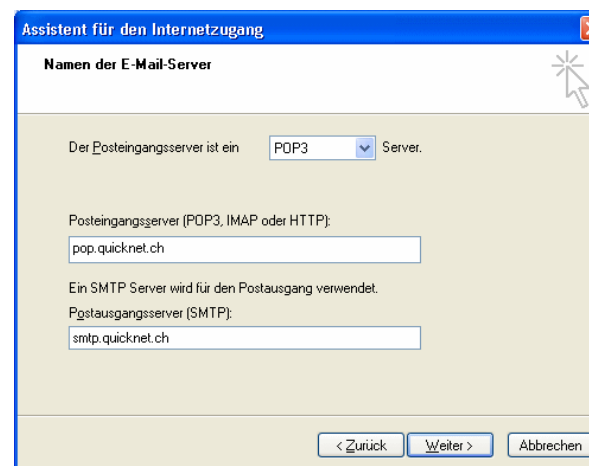 Assistent für den Internetzugang
Namen der E-Mail-Server
Der Posteingangsserver ist ein POP3 Server.
Posteingangsserver (POP3, IMAP oder HTTP):
pop.quicknet.ch
Ein SMTP Server wird für den Postausgang verwendet.
Postausgangsserver (SMTP):
smtp.quicknet.ch
< Zurück Weiter > Abbrechen